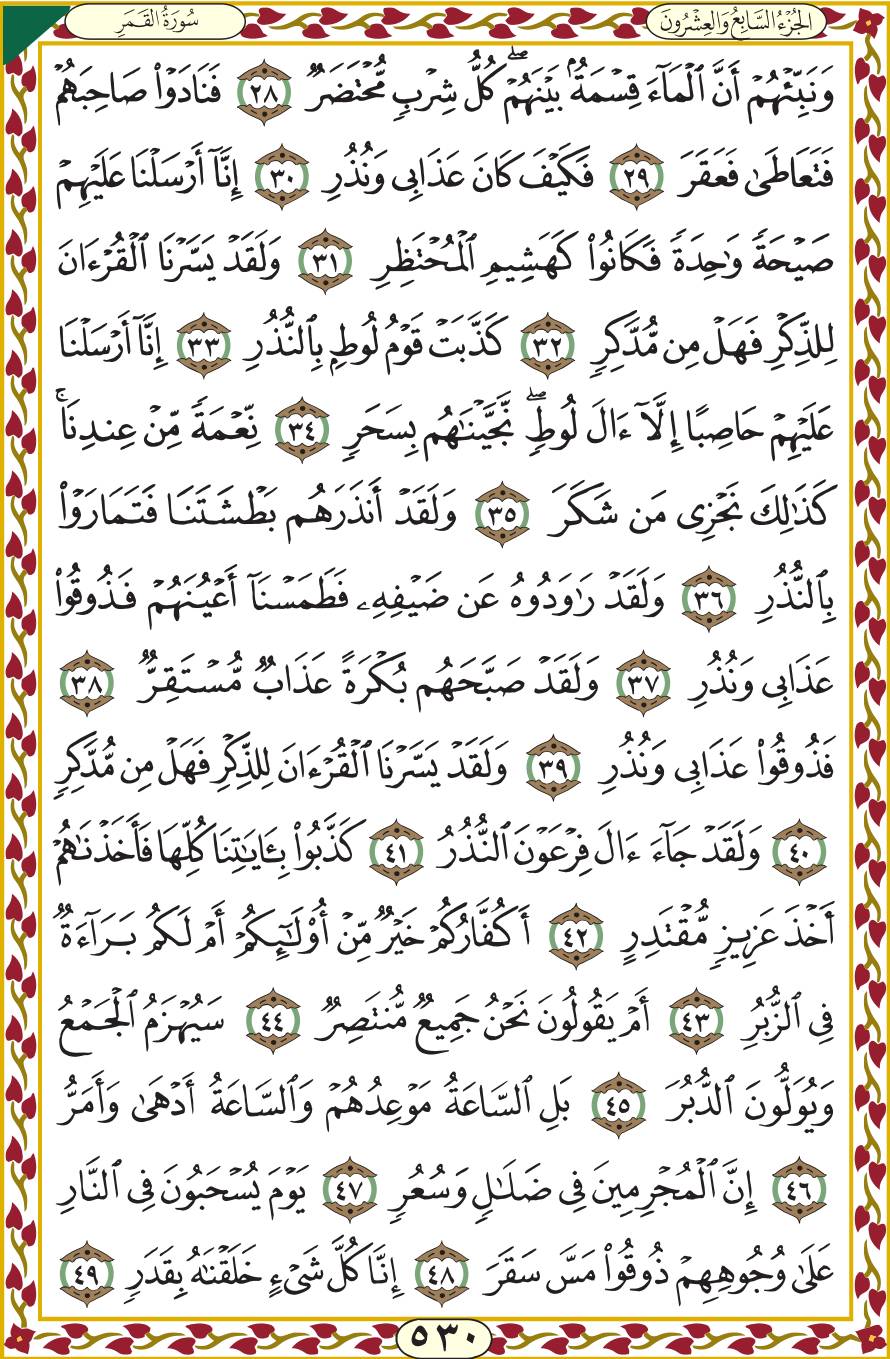 الجُزْءُ السَّابِعُ وَالعِشْرُونَ
سُورَةُ القَمَرِ
وَنَبِّئْهُمْ أَنَّ ٱلْمَآءَ قِسْمَةُۢ بَيْنَهُمْۖ كُلُّ شِرْبٍ مُّحْتَضَرٌ ٢٨ فَنَادَوْا۟ صَاحِبَهُمْ
فَتَعَاطَىٰ فَعَقَرَ ٢٩ فَكَيْفَ كَانَ عَذَابِى وَنُذُرِ ٣٠ إِنَّآ أَرْسَلْنَا عَلَيْهِمْ
صَيْحَةً وَٰحِدَةً فَكَانُوا۟ كَهَشِيمِ ٱلْمُحْتَظِرِ ٣١ وَلَقَدْ يَسَّرْنَا ٱلْقُرْءَانَ
لِلذِّكْرِ فَهَلْ مِن مُّدَّكِرٍ ٣٢ كَذَّبَتْ قَوْمُ لُوطٍۭ بِٱلنُّذُرِ ٣٣ إِنَّآ أَرْسَلْنَا
عَلَيْهِمْ حَاصِبًا إِلَّآ ءَالَ لُوطٍۖ نَّجَّيْنَٰهُم بِسَحَرٍ ٣٤ نِّعْمَةً مِّنْ عِندِنَاۚ
كَذَٰلِكَ نَجْزِى مَن شَكَرَ ٣٥ وَلَقَدْ أَنذَرَهُم بَطْشَتَنَا فَتَمَارَوْا۟
بِٱلنُّذُرِ ٣٦ وَلَقَدْ رَٰوَدُوهُ عَن ضَيْفِهِۦ فَطَمَسْنَآ أَعْيُنَهُمْ فَذُوقُوا۟
عَذَابِى وَنُذُرِ ٣٧ وَلَقَدْ صَبَّحَهُم بُكْرَةً عَذَابٌ مُّسْتَقِرٌّ ٣٨
فَذُوقُوا۟ عَذَابِى وَنُذُرِ ٣٩ وَلَقَدْ يَسَّرْنَا ٱلْقُرْءَانَ لِلذِّكْرِ فَهَلْ مِن مُّدَّكِرٍ
٤٠ وَلَقَدْ جَآءَ ءَالَ فِرْعَوْنَ ٱلنُّذُرُ ٤١ كَذَّبُوا۟ بِـَٔايَٰتِنَا كُلِّهَا فَأَخَذْنَٰهُمْ
أَخْذَ عَزِيزٍ مُّقْتَدِرٍ ٤٢ أَكُفَّارُكُمْ خَيْرٌ مِّنْ أُو۟لَٰٓئِكُمْ أَمْ لَكُم بَرَآءَةٌ
فِى ٱلزُّبُرِ ٤٣ أَمْ يَقُولُونَ نَحْنُ جَمِيعٌ مُّنتَصِرٌ ٤٤ سَيُهْزَمُ ٱلْجَمْعُ
وَيُوَلُّونَ ٱلدُّبُرَ ٤٥ بَلِ ٱلسَّاعَةُ مَوْعِدُهُمْ وَٱلسَّاعَةُ أَدْهَىٰ وَأَمَرُّ
٤٦ إِنَّ ٱلْمُجْرِمِينَ فِى ضَلَٰلٍ وَسُعُرٍ ٤٧ يَوْمَ يُسْحَبُونَ فِى ٱلنَّارِ
عَلَىٰ وُجُوهِهِمْ ذُوقُوا۟ مَسَّ سَقَرَ ٤٨ إِنَّا كُلَّ شَىْءٍ خَلَقْنَٰهُ بِقَدَرٍ ٤٩
٥٣٠